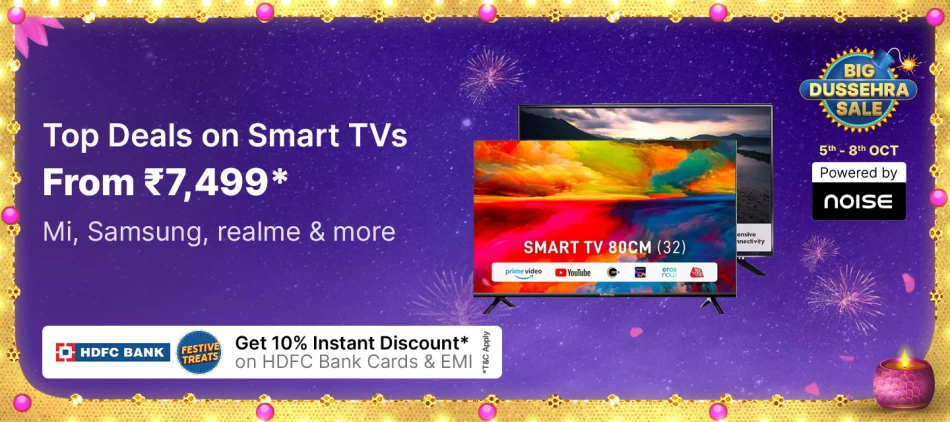 Top Deals on Smart TVs
From ₹7,499*
Mi, Samsung, realme & more
HDFC BANK
FESTIVE
TREATS
Get 10% Instant Discount*
on HDFC Bank Cards & EMI
*T&C Apply
SMART TV 80CM (32)
prime video
YouTube
eros
now
ensive
nnectivity
BIG
DUSSEHRA
SALE
5th - 8th OCT
Powered by
noise